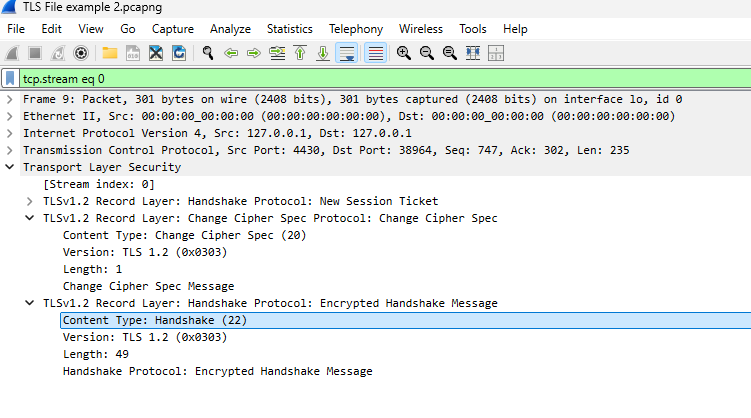 TLS File example 2.pcapng
File Edit View Go Capture Analyze Statistics Telephony Wireless Tools Help
tcp.stream eq 0
Frame 9: Packet, 301 bytes on wire (2408 bits), 301 bytes captured (2408 bits) on interface lo, id 0
Ethernet II, Src: 00:00:00_00:00:00 (00:00:00:00:00:00), Dst: 00:00:00_00:00:00 (00:00:00:00:00:00)
Internet Protocol Version 4, Src: 127.0.0.1, Dst: 127.0.0.1
Transmission Control Protocol, Src Port: 4430, Dst Port: 38964, Seq: 747, Ack: 302, Len: 235
Transport Layer Security
[Stream index: 0]
TLSv1.2 Record Layer: Handshake Protocol: New Session Ticket
TLSv1.2 Record Layer: Change Cipher Spec Protocol: Change Cipher Spec
Content Type: Change Cipher Spec (20)
Version: TLS 1.2 (0x0303)
Length: 1
Change Cipher Spec Message
TLSv1.2 Record Layer: Handshake Protocol: Encrypted Handshake Message
Content Type: Handshake (22)
Version: TLS 1.2 (0x0303)
Length: 49
Handshake Protocol: Encrypted Handshake Message